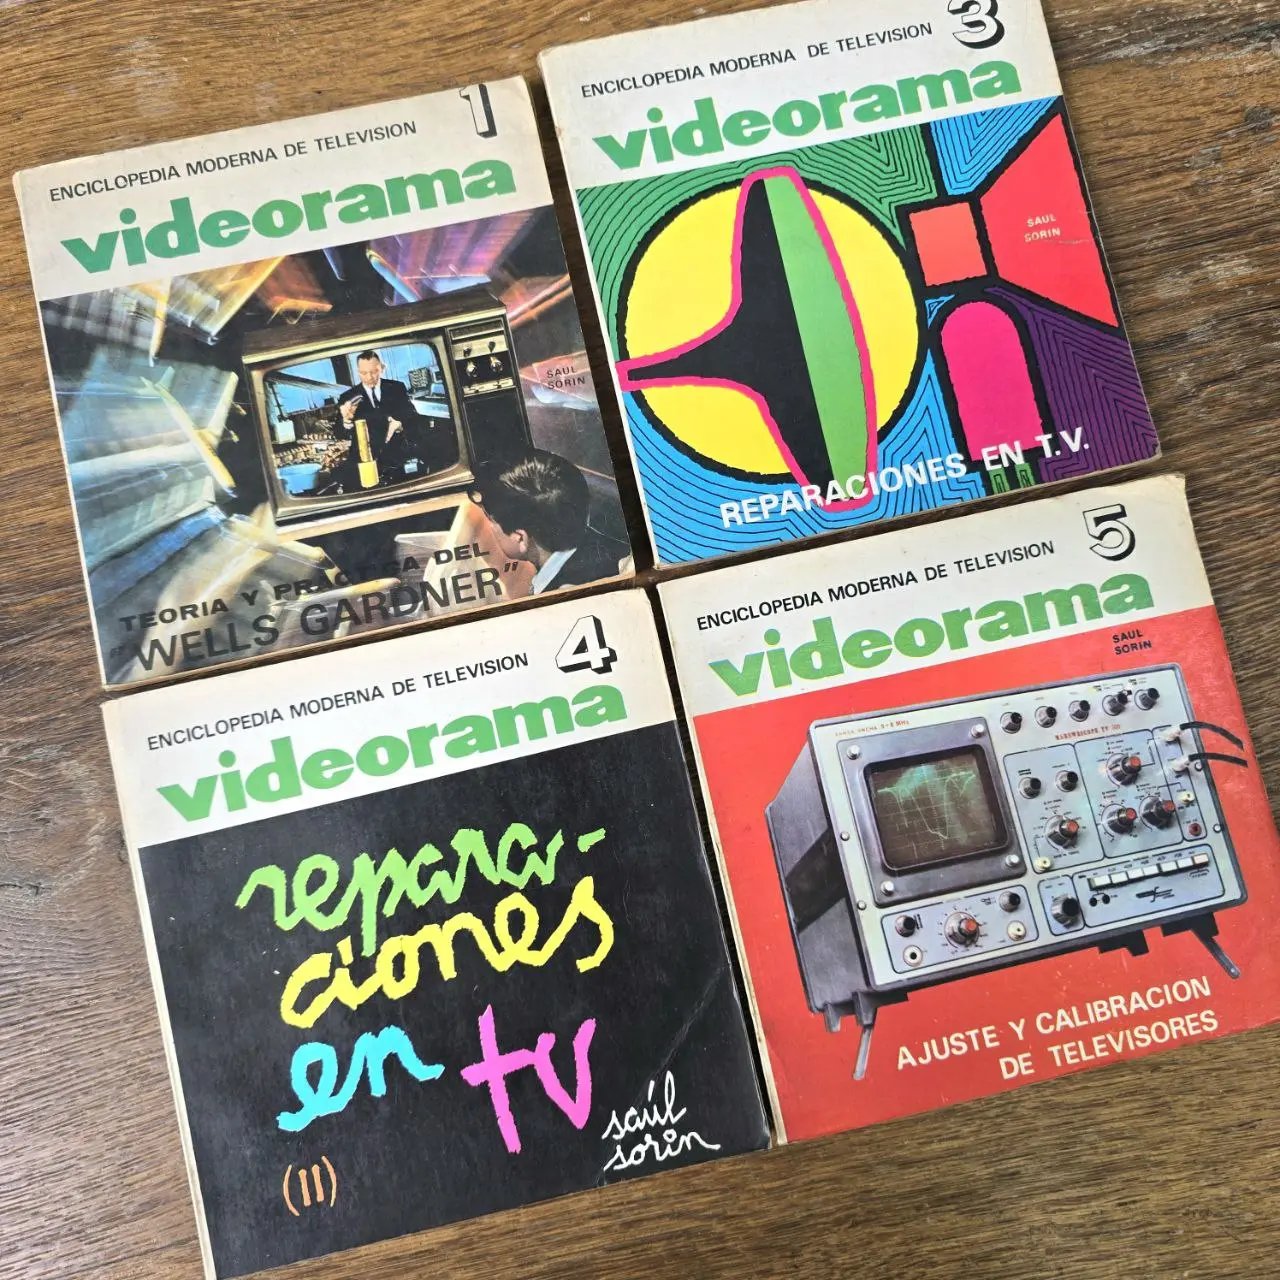 ENCICLOPEDIA MODERNA DE TELEVISION 1
videorama
SAUL
SORIN
TEORIA Y PRACTICA DEL
"WELLS GARDNER"
ENCICLOPEDIA MODERNA DE TELEVISION 3
videorama
SAUL
SORIN
REPARACIONES EN T.V.
ENCICLOPEDIA MODERNA DE TELEVISION 4
videorama
repara-
ciones
en tv
(II)
saúl
sorin
ENCICLOPEDIA MODERNA DE TELEVISION 5
videorama
SAUL
SORIN
AJUSTE Y CALIBRACION
DE TELEVISORES